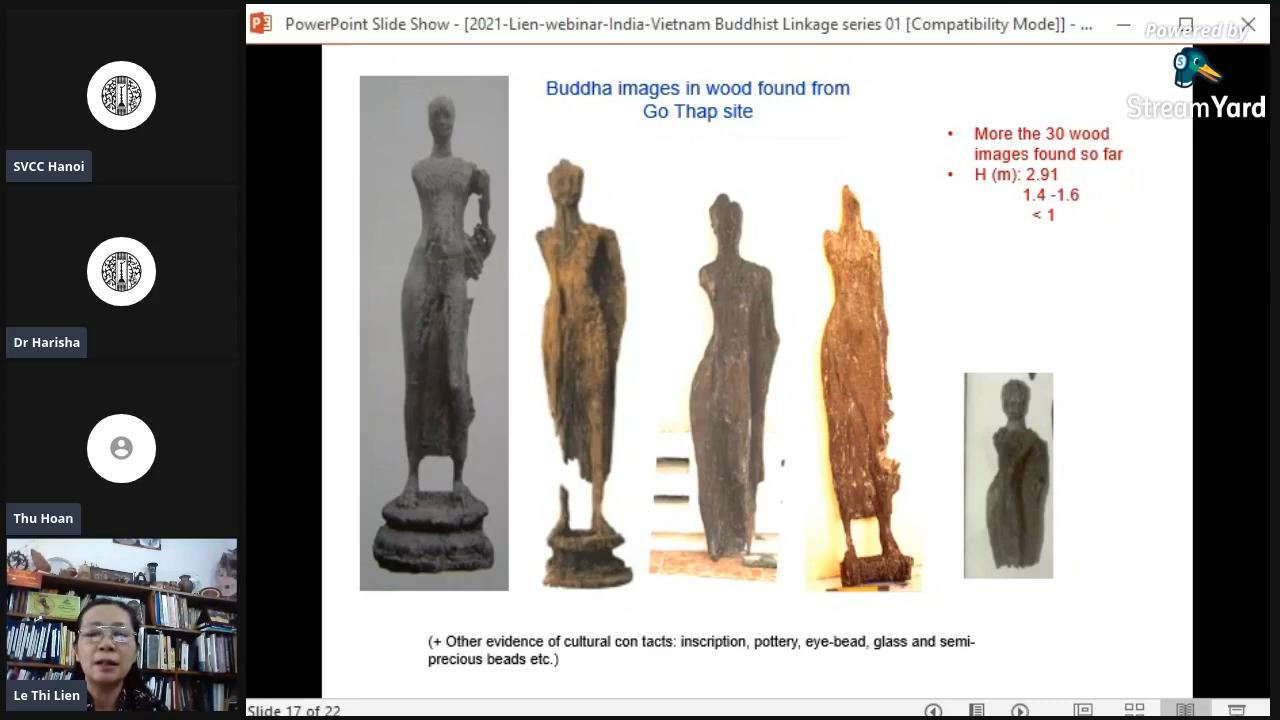 PowerPoint Slide Show - [2021-Lien-webinar-India-Vietnam Buddhist Linkage series 01 [Compatibility Mode]] - ...
Powered by
StreamYard
Buddha images in wood found from
Go Thap site
• More the 30 wood
images found so far
• H (m): 2.91
1.4 -1.6
< 1
SVCC Hanoi
Dr Harisha
Thu Hoan
Le Thi Lien
(+ Other evidence of cultural con tacts: inscription, pottery, eye-bead, glass and semi-
precious beads etc.)
Slide 17 of 22